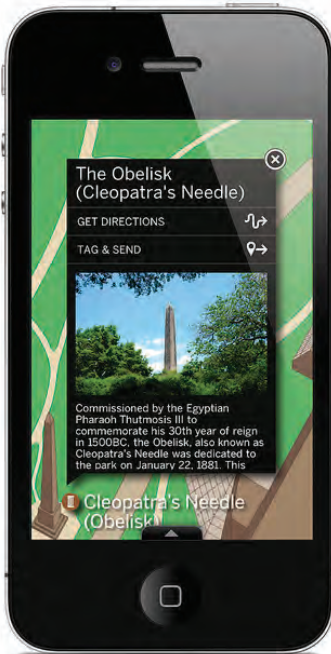 The Obelisk
(Cleopatra's Needle)
GET DIRECTIONS
TAG & SEND
Commissioned by the Egyptian
Pharaoh Thutmosis III to
commemorate his 30th year of reign
in 1500BC, the Obelisk, also known as
Cleopatra's Needle was dedicated to
the park on January 22, 1881. This
Cleopatra's Needle
(Obelisk)